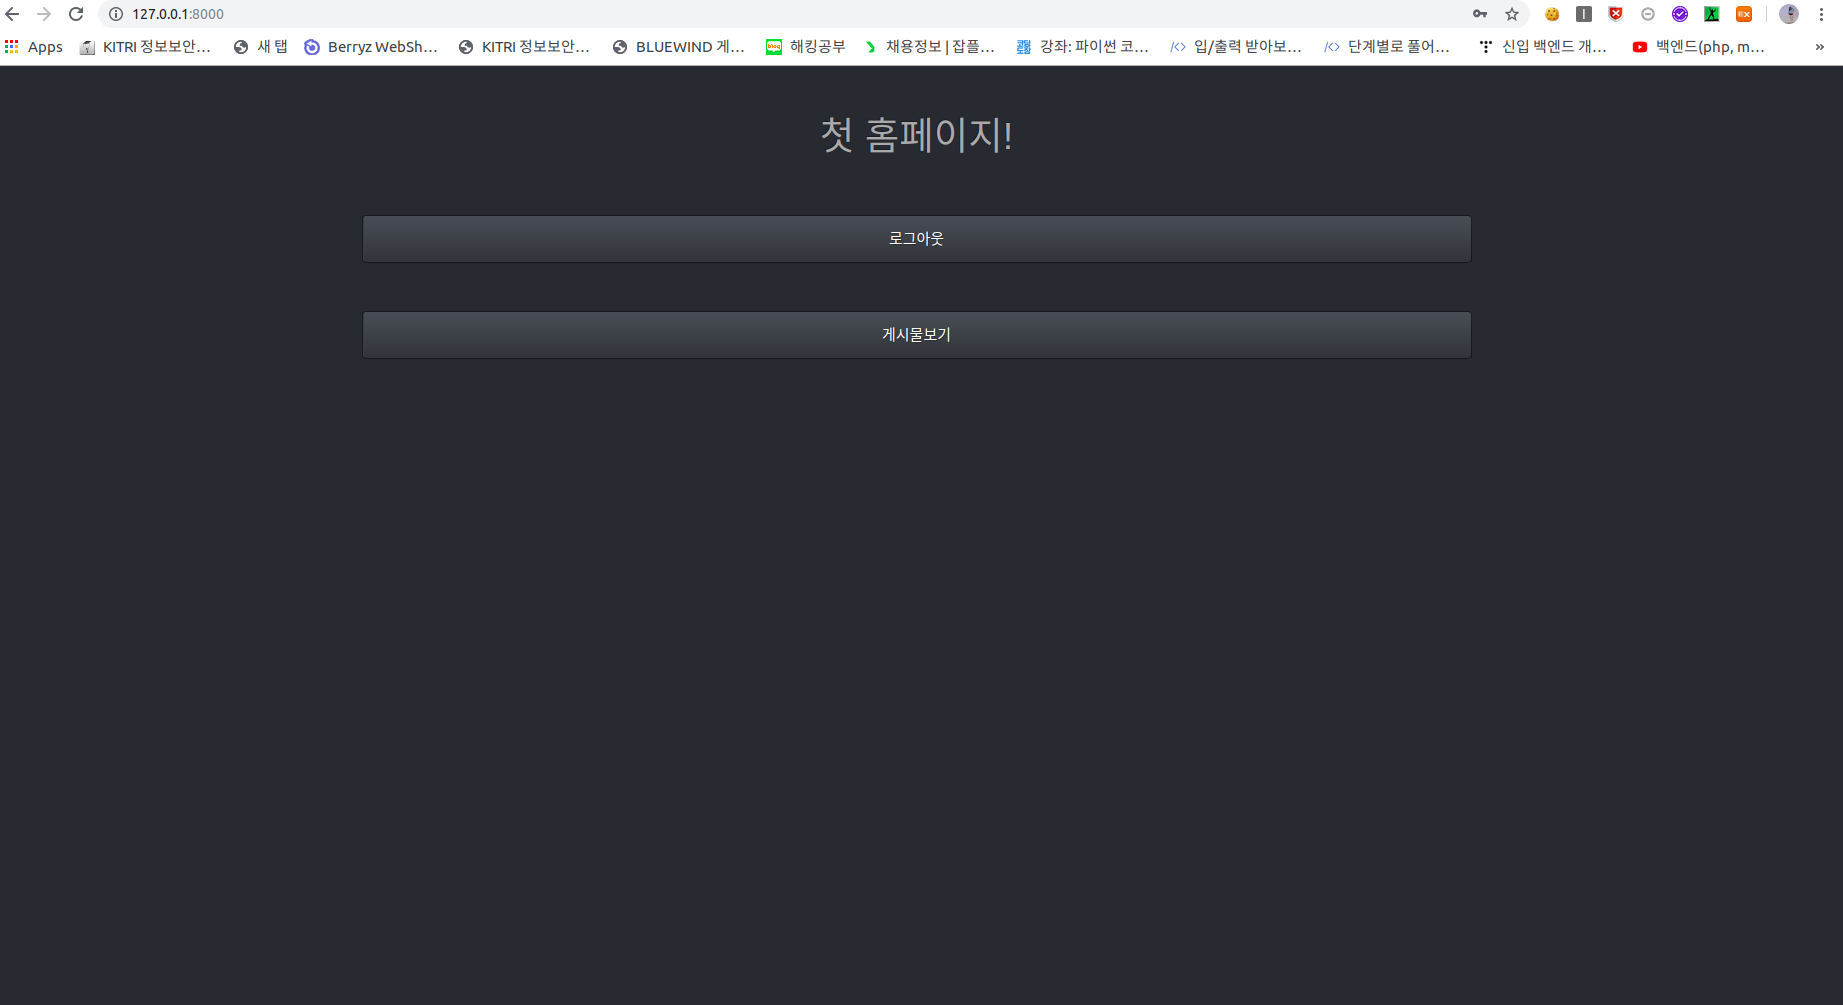 127.0.0.1:8000
Apps KITRI 정보보안... 새 탭 Berryz WebSh... KITRI 정보보안... BLUEWIND 게... blog 해킹공부 채용정보 | 잡플... 강좌: 파이썬 코... 입/출력 받아보... 단계별로 풀어... 신입 백엔드 개... 백엔드(php, m... »
첫 홈페이지!
로그아웃
게시물보기